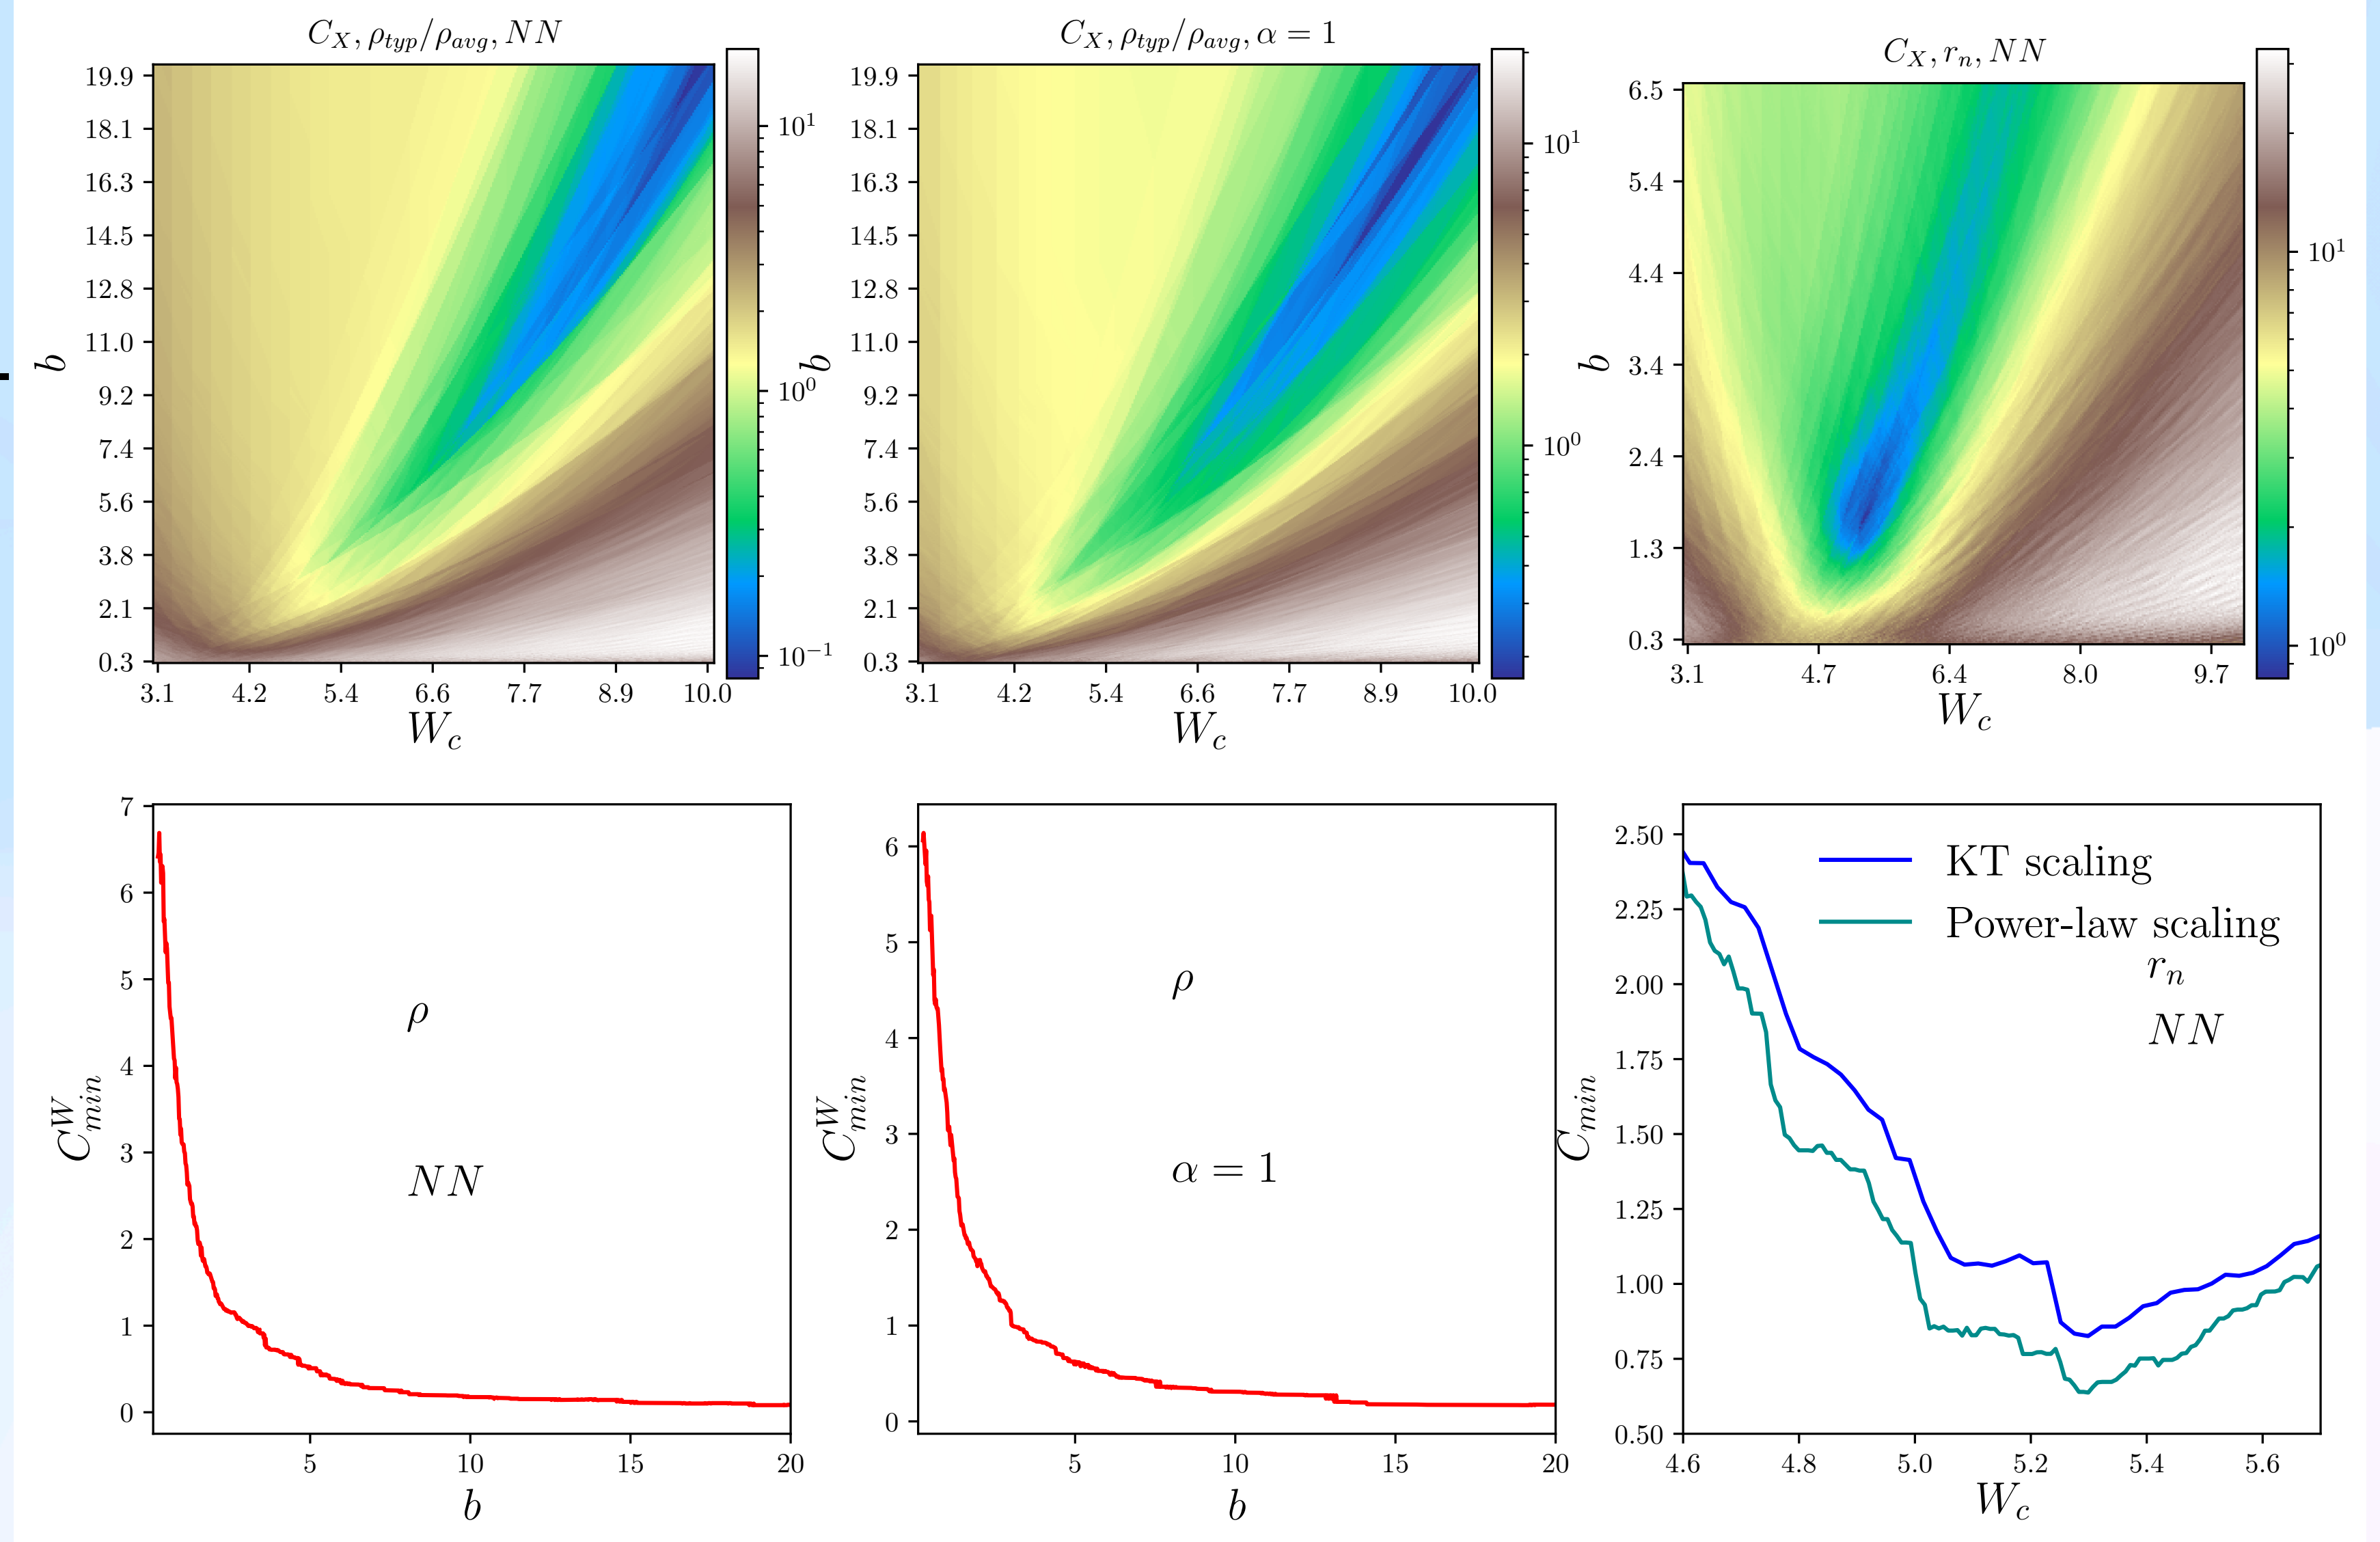 C_X, ρ_typ/ρ_avg, NN
19.9
18.1
16.3
14.5
12.8
11.0
9.2
7.4
5.6
3.8
2.1
0.3
b
3.1 4.2 5.4 6.6 7.7 8.9 10.0
W_c
10^1
10^0
10^−1
C_X, ρ_typ/ρ_avg, α = 1
19.9
18.1
16.3
14.5
12.8
11.0
9.2
7.4
5.6
3.8
2.1
0.3
b
3.1 4.2 5.4 6.6 7.7 8.9 10.0
W_c
10^1
10^0
C_X, r_n, NN
6.5
5.4
4.4
3.4
2.4
1.3
0.3
b
3.1 4.7 6.4 8.0 9.7
W_c
10^1
10^0
7
6
5
4
3
2
1
0
C^W_min
ρ
NN
5 10 15 20
b
6
5
4
3
2
1
0
C^W_min
ρ
α = 1
5 10 15 20
b
2.50
2.25
2.00
1.75
1.50
1.25
1.00
0.75
0.50
C_min
KT scaling
Power-law scaling
r_n
NN
4.6 4.8 5.0 5.2 5.4 5.6
W_c